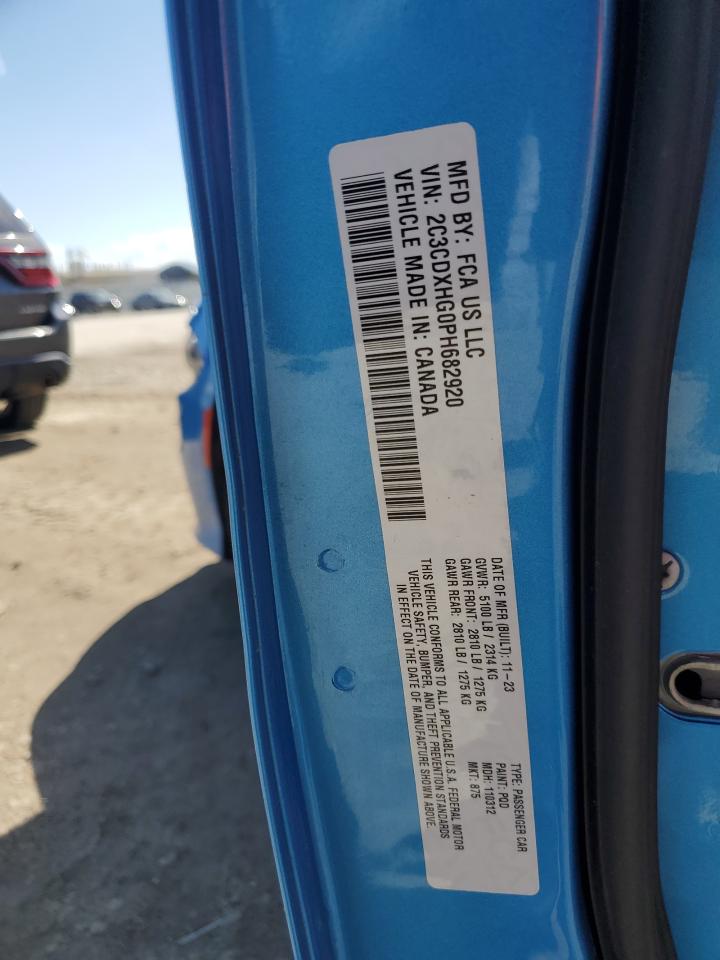 MFD BY: FCA US LLC
VIN: 2C3CDXHG0PH682920
VEHICLE MADE IN: CANADA
DATE OF MFR (BUILT): 11-23
GVWR: 5100 LB / 2314 KG
GAWR FRONT: 2810 LB / 1275 KG
GAWR REAR: 2810 LB / 1275 KG
THIS VEHICLE CONFORMS TO ALL APPLICABLE U.S.A. FEDERAL MOTOR
VEHICLE SAFETY, BUMPER, AND THEFT PREVENTION STANDARDS
IN EFFECT ON THE DATE OF MANUFACTURE SHOWN ABOVE.
TYPE: PASSENGER CAR
PAINT: PQD
MDH: 110312
MKT: 875